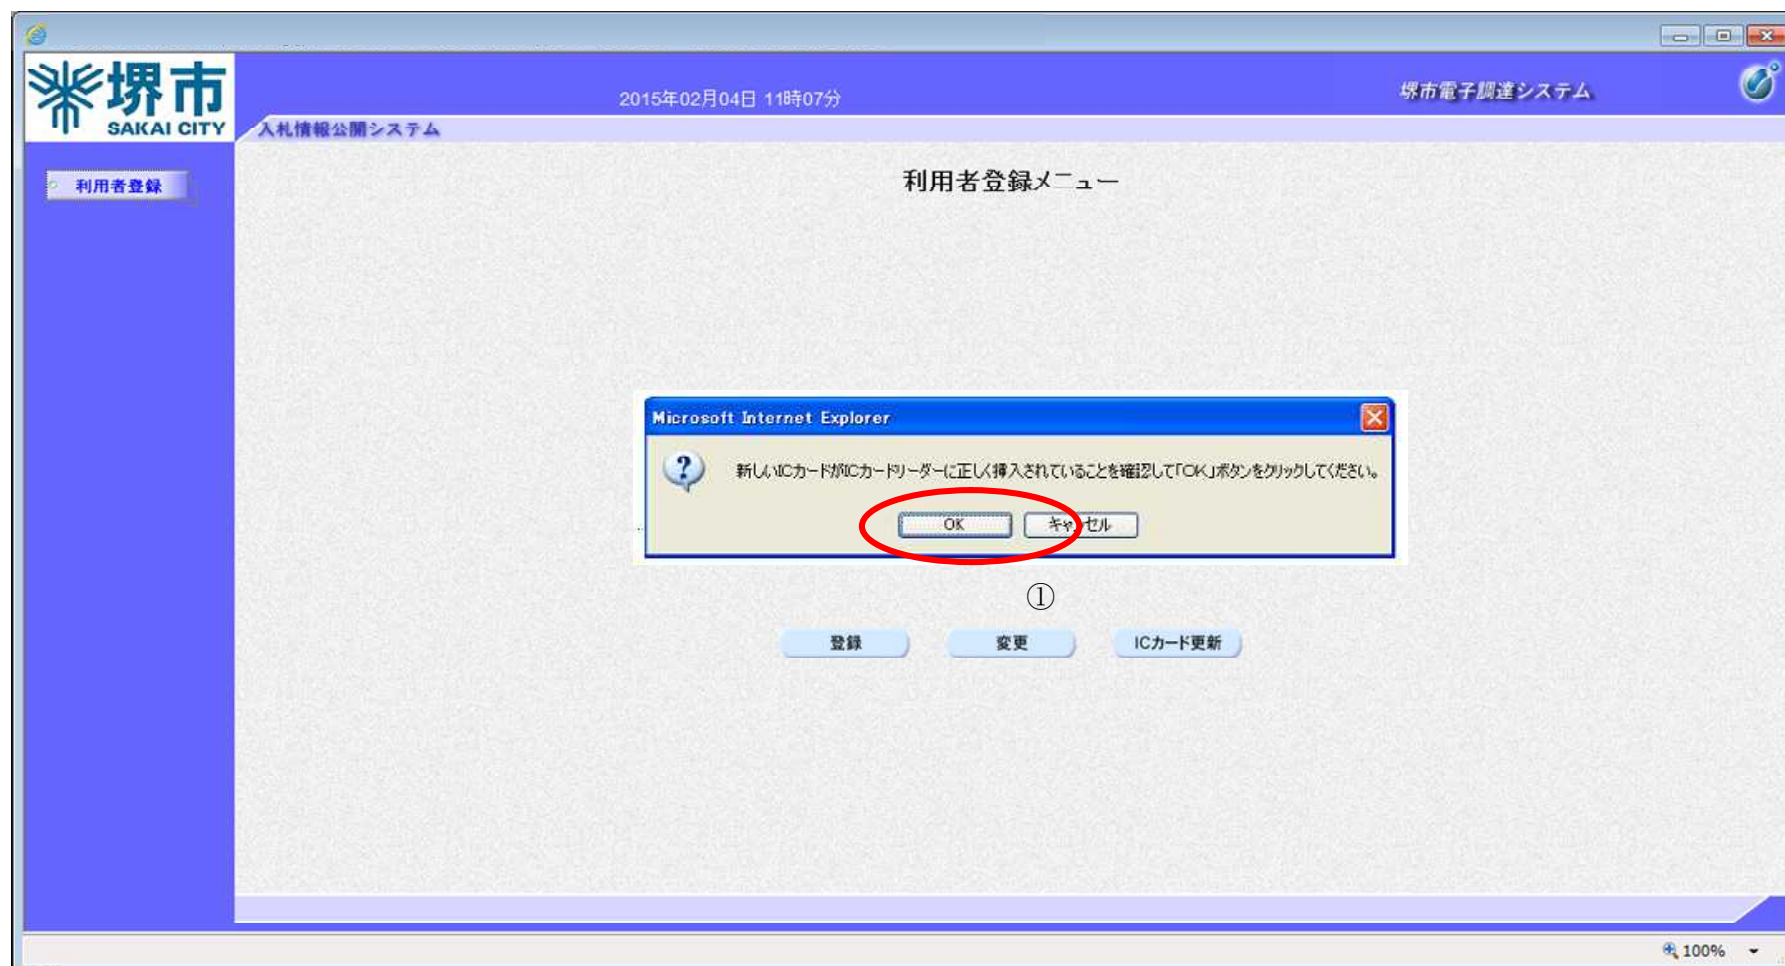 堺市
SAKAI CITY
2015年02月04日 11時07分
堺市電子調達システム
入札情報公開システム
利用者登録
利用者登録メニュー
Microsoft Internet Explorer
新しいICカードがICカードリーダーに正しく挿入されていることを確認して「OK」ボタンをクリックしてください。
OK
キャンセル
①
登録
変更
ICカード更新
100%